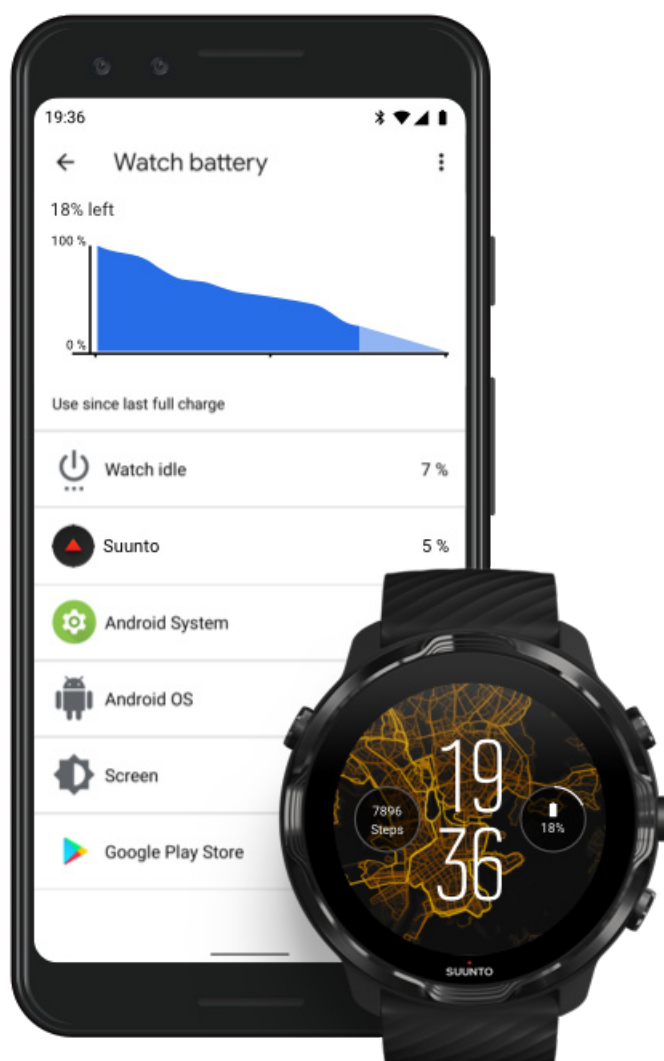 19:36
Watch battery
18% left
100 %
0 %
Use since last full charge
Watch idle
7 %
Suunto
5 %
Android System
Android OS
Screen
Google Play Store
19
36
7896
Steps
18%
SUUNTO